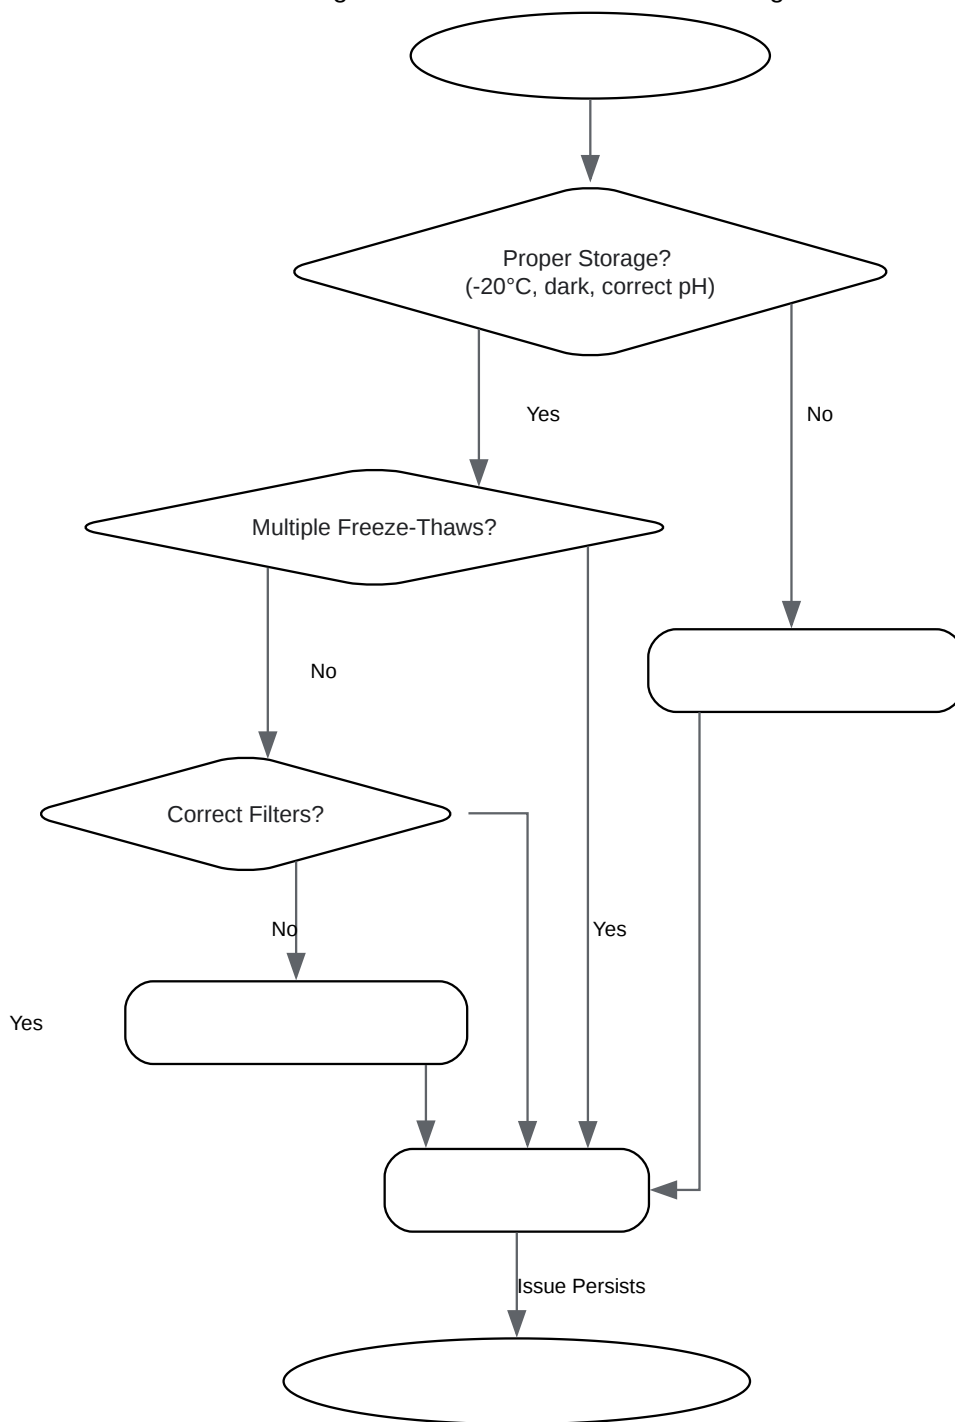 Proper Storage?
(-20°C, dark, correct pH)
Yes
No
Multiple Freeze-Thaws?
No
Correct Filters?
No
Yes
Yes
Issue Persists